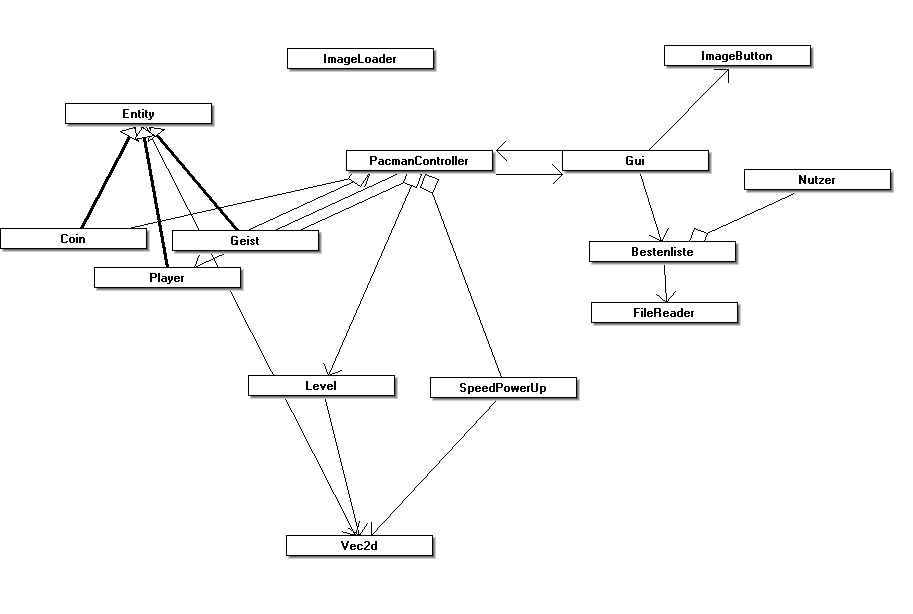 ImageLoader
ImageButton
Entity
PacmanController
Gui
Nutzer
Coin
Geist
Bestenliste
Player
FileReader
Level
SpeedPowerUp
Vec2d